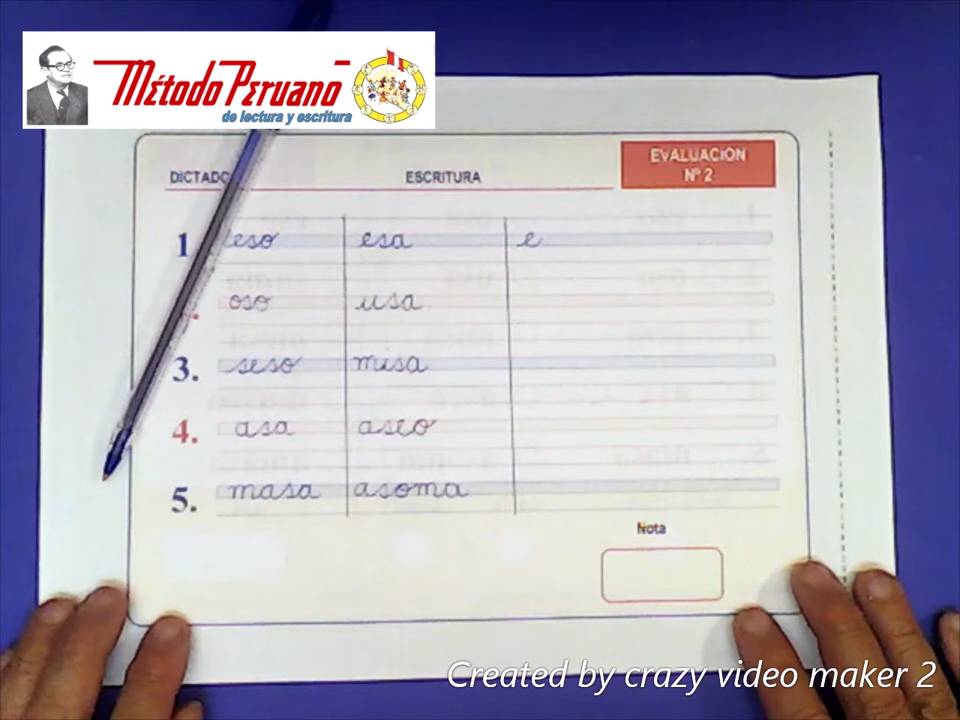 Método Peruano
de lectura y escritura
EVALUACIÓN
Nº 2
DICTADO ESCRITURA
1 eso esa e
. oso usa
3. seso misa
4. asa aseo
5. masa asoma
Nota
Created by crazy video maker 2